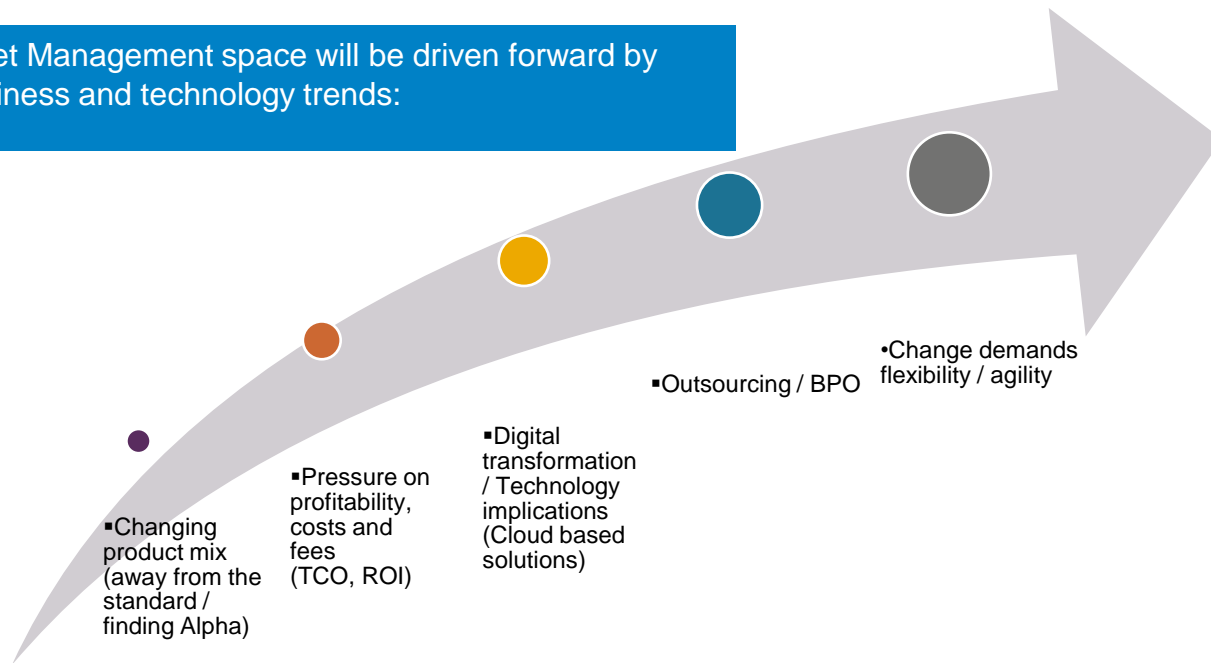 et Management space will be driven forward by
iness and technology trends:
▪Changing
product mix
(away from the
standard /
finding Alpha)
▪Pressure on
profitability,
costs and
fees
(TCO, ROI)
▪Digital
transformation
/ Technology
implications
(Cloud based
solutions)
▪Outsourcing / BPO
•Change demands
flexibility / agility